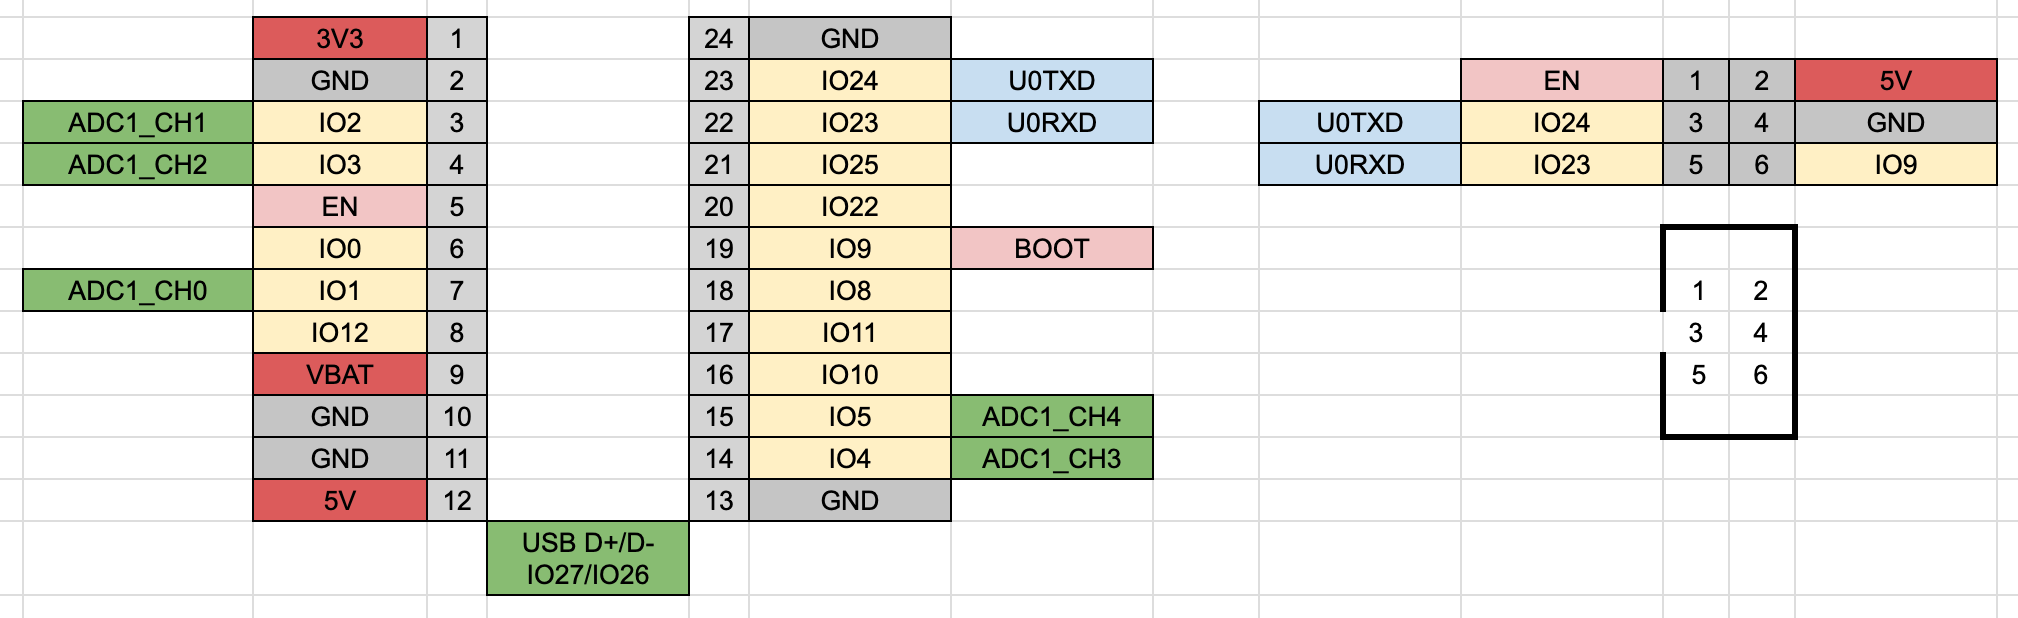 3V3 1 24 GND
GND 2 23 IO24 U0TXD EN 1 2 5V
ADC1_CH1 IO2 3 22 IO23 U0RXD U0TXD IO24 3 4 GND
ADC1_CH2 IO3 4 21 IO25 U0RXD IO23 5 6 IO9
EN 5 20 IO22
IO0 6 19 IO9 BOOT
ADC1_CH0 IO1 7 18 IO8 1 2
IO12 8 17 IO11 3 4
VBAT 9 16 IO10 5 6
GND 10 15 IO5 ADC1_CH4
GND 11 14 IO4 ADC1_CH3
5V 12 13 GND
USB D+/D-
IO27/IO26